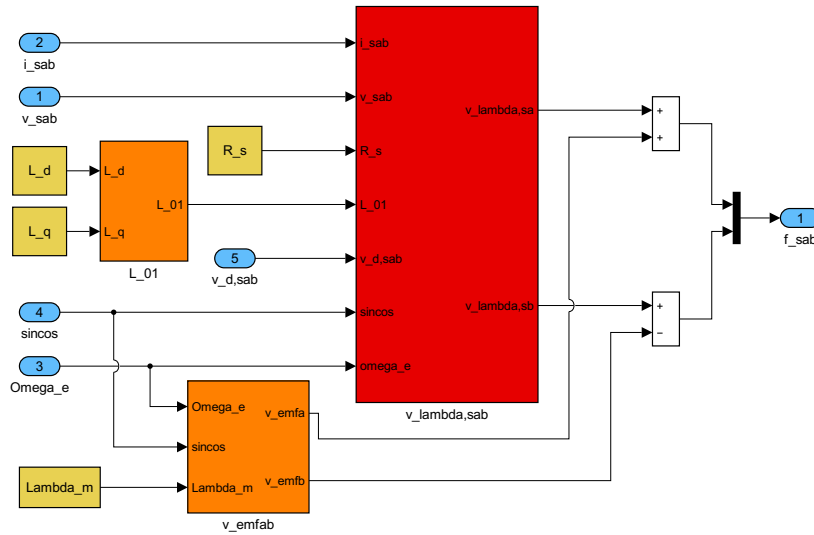 2
i_sab
1
v_sab
L_d
L_q
L_d
L_q
L_01
L_01
R_s
5
v_d,sab
4
sincos
3
Omega_e
i_sab
v_sab
R_s
L_01
v_d,sab
sincos
omega_e
v_lambda,sa
v_lambda,sb
v_lambda,sab
Lambda_m
Omega_e
sincos
Lambda_m
v_emfa
v_emfb
v_emfab
+
+
+
−
1
f_sab